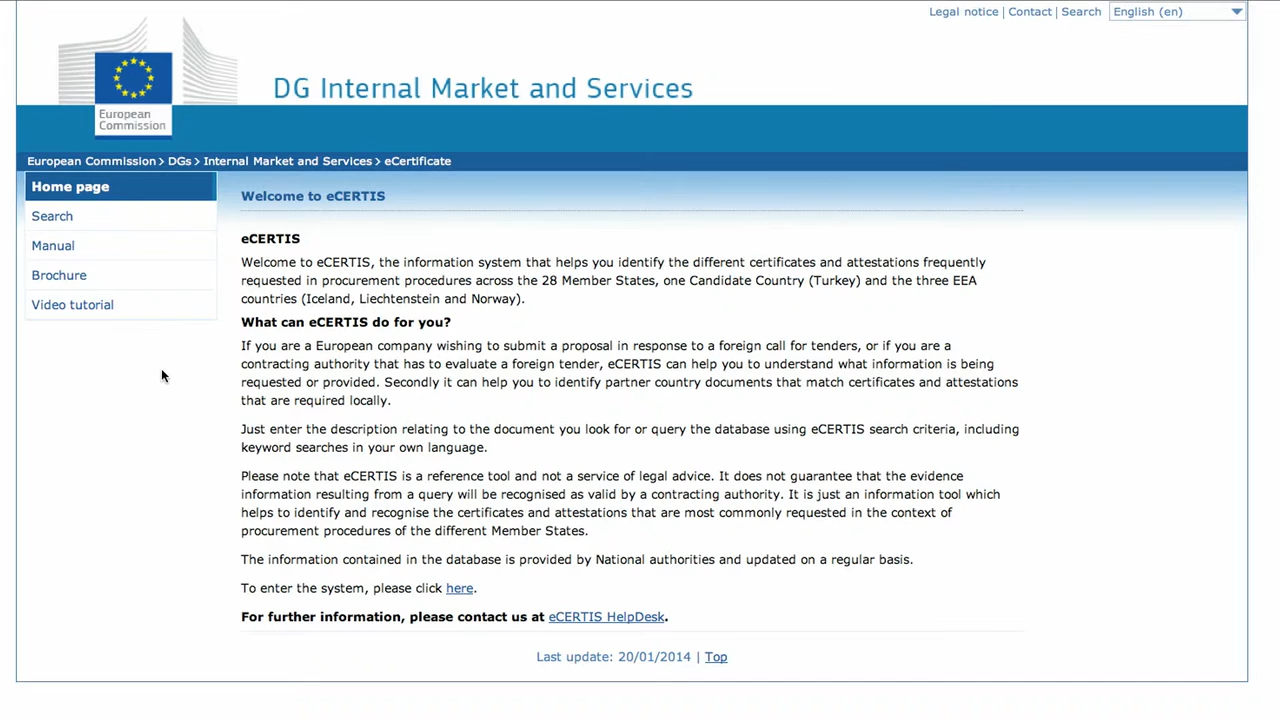 Legal notice | Contact | Search English (en)
European
Commission
DG Internal Market and Services
European Commission > DGs > Internal Market and Services > eCertificate
Home page
Search
Manual
Brochure
Video tutorial
Welcome to eCERTIS
eCERTIS
Welcome to eCERTIS, the information system that helps you identify the different certificates and attestations frequently
requested in procurement procedures across the 28 Member States, one Candidate Country (Turkey) and the three EEA
countries (Iceland, Liechtenstein and Norway).
What can eCERTIS do for you?
If you are a European company wishing to submit a proposal in response to a foreign call for tenders, or if you are a
contracting authority that has to evaluate a foreign tender, eCERTIS can help you to understand what information is being
requested or provided. Secondly it can help you to identify partner country documents that match certificates and attestations
that are required locally.
Just enter the description relating to the document you look for or query the database using eCERTIS search criteria, including
keyword searches in your own language.
Please note that eCERTIS is a reference tool and not a service of legal advice. It does not guarantee that the evidence
information resulting from a query will be recognised as valid by a contracting authority. It is just an information tool which
helps to identify and recognise the certificates and attestations that are most commonly requested in the context of
procurement procedures of the different Member States.
The information contained in the database is provided by National authorities and updated on a regular basis.
To enter the system, please click here.
For further information, please contact us at eCERTIS HelpDesk.
Last update: 20/01/2014 | Top